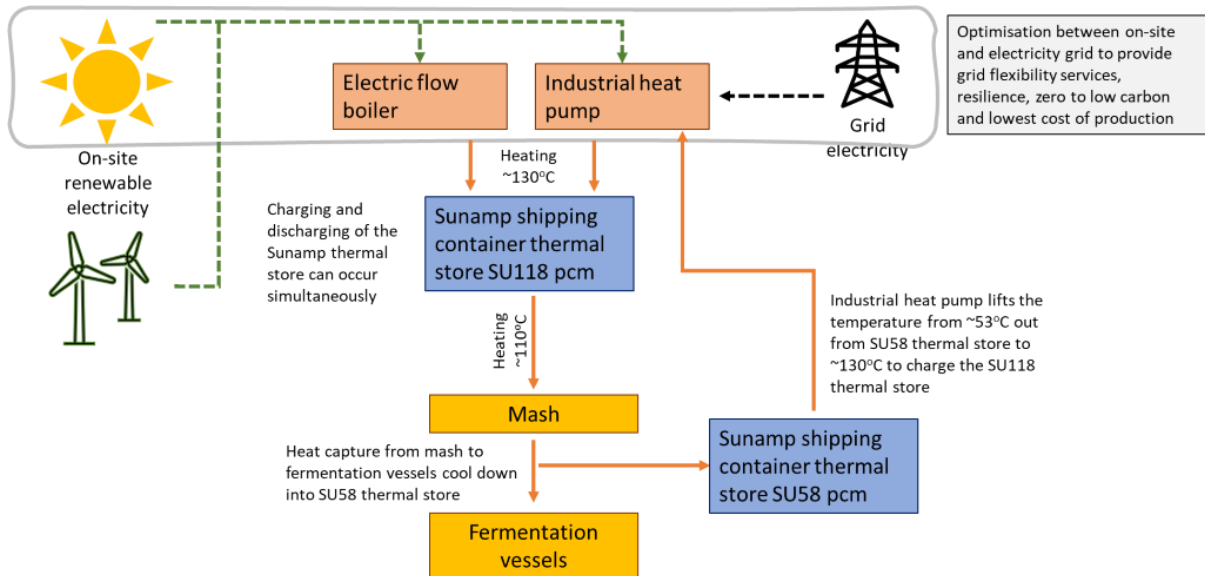 On-site
renewable
electricity
Electric flow
boiler
Industrial heat
pump
Grid
electricity
Optimisation between on-site
and electricity grid to provide
grid flexibility services,
resilience, zero to low carbon
and lowest cost of production
Heating
~130°C
Charging and
discharging of the
Sunamp thermal
store can occur
simultaneously
Sunamp shipping
container thermal
store SU118 pcm
Heating
~110°C
Industrial heat pump lifts the
temperature from ~53°C out
from SU58 thermal store to
~130°C to charge the SU118
thermal store
Mash
Heat capture from mash to
fermentation vessels cool down
into SU58 thermal store
Sunamp shipping
container thermal
store SU58 pcm
Fermentation
vessels